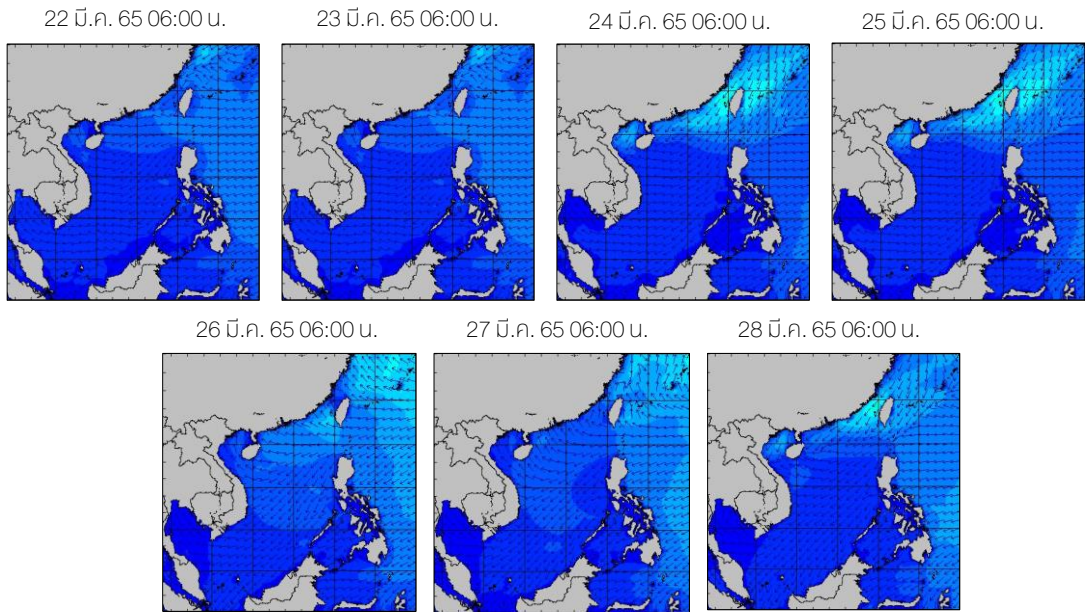 22 มี.ค. 65 06:00 น.
23 มี.ค. 65 06:00 น.
24 มี.ค. 65 06:00 น.
25 มี.ค. 65 06:00 น.
26 มี.ค. 65 06:00 น.
27 มี.ค. 65 06:00 น.
28 มี.ค. 65 06:00 น.